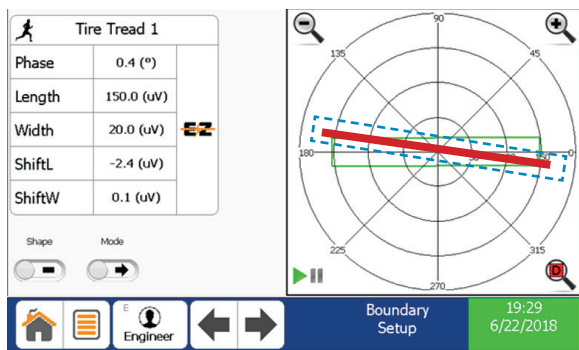 Tire Tread 1
Phase 0.4 (º)
Length 150.0 (uV)
Width 20.0 (uV)
EZ
ShiftL -2.4 (uV)
ShiftW 0.1 (uV)
Shape Mode
90
135 45
180 0
225 315
270
D
E
Engineer
Boundary
Setup
19:29
6/22/2018